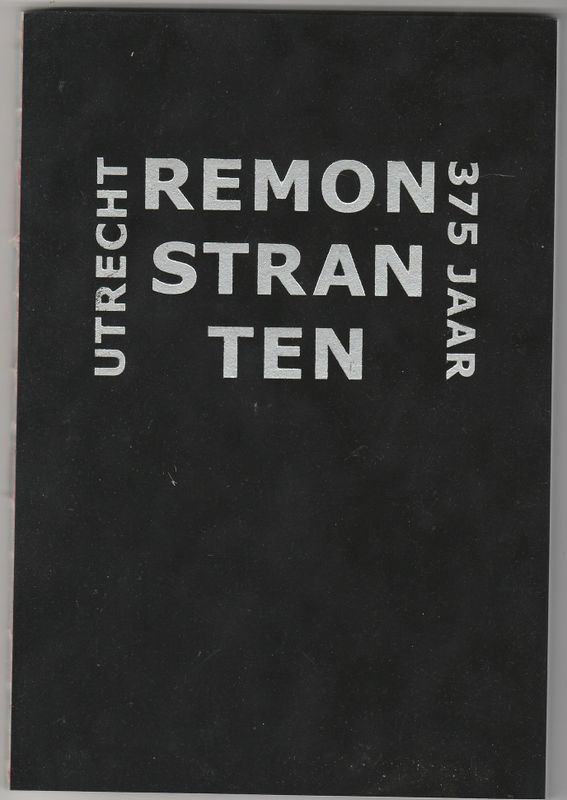 UTRECHT
REMON
STRAN
TEN
375 JAAR